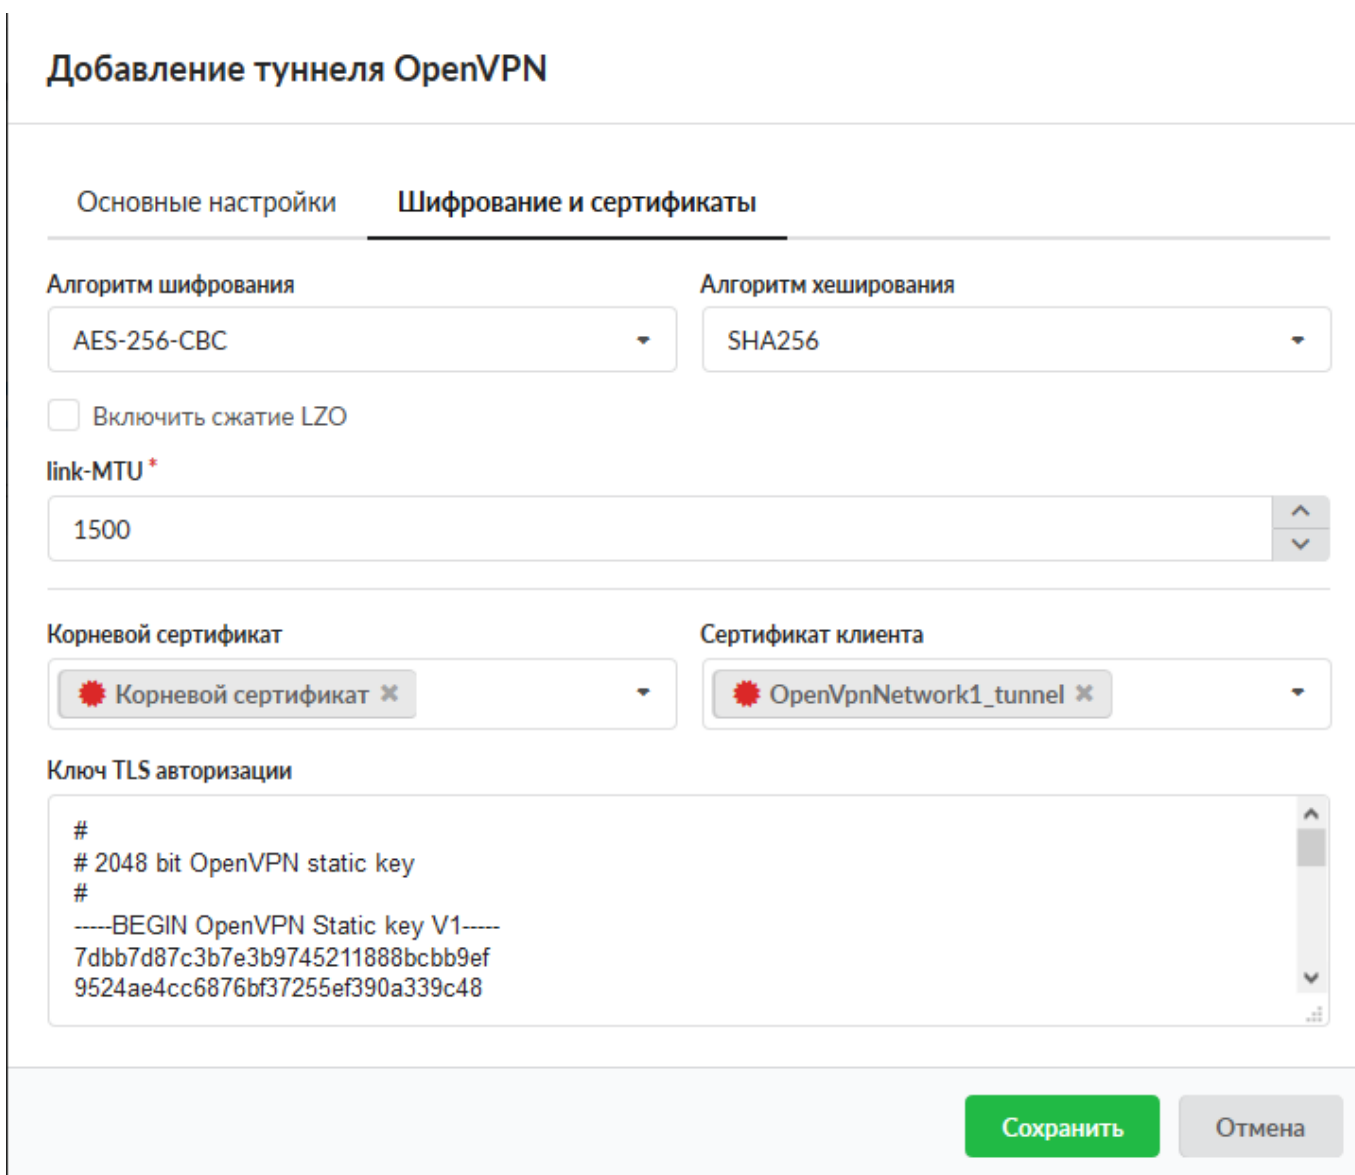 Добавление туннеля OpenVPN
Основные настройки Шифрование и сертификаты
Алгоритм шифрования Алгоритм хеширования
AES-256-CBC SHA256
Включить сжатие LZO
link-MTU *
1500
Корневой сертификат Сертификат клиента
Корневой сертификат OpenVpnNetwork1_tunnel
Ключ TLS авторизации
#
# 2048 bit OpenVPN static key
#
-----BEGIN OpenVPN Static key V1-----
7dbb7d87c3b7e3b9745211888bcbb9ef
9524ae4cc6876bf37255ef390a339c48
Сохранить Отмена